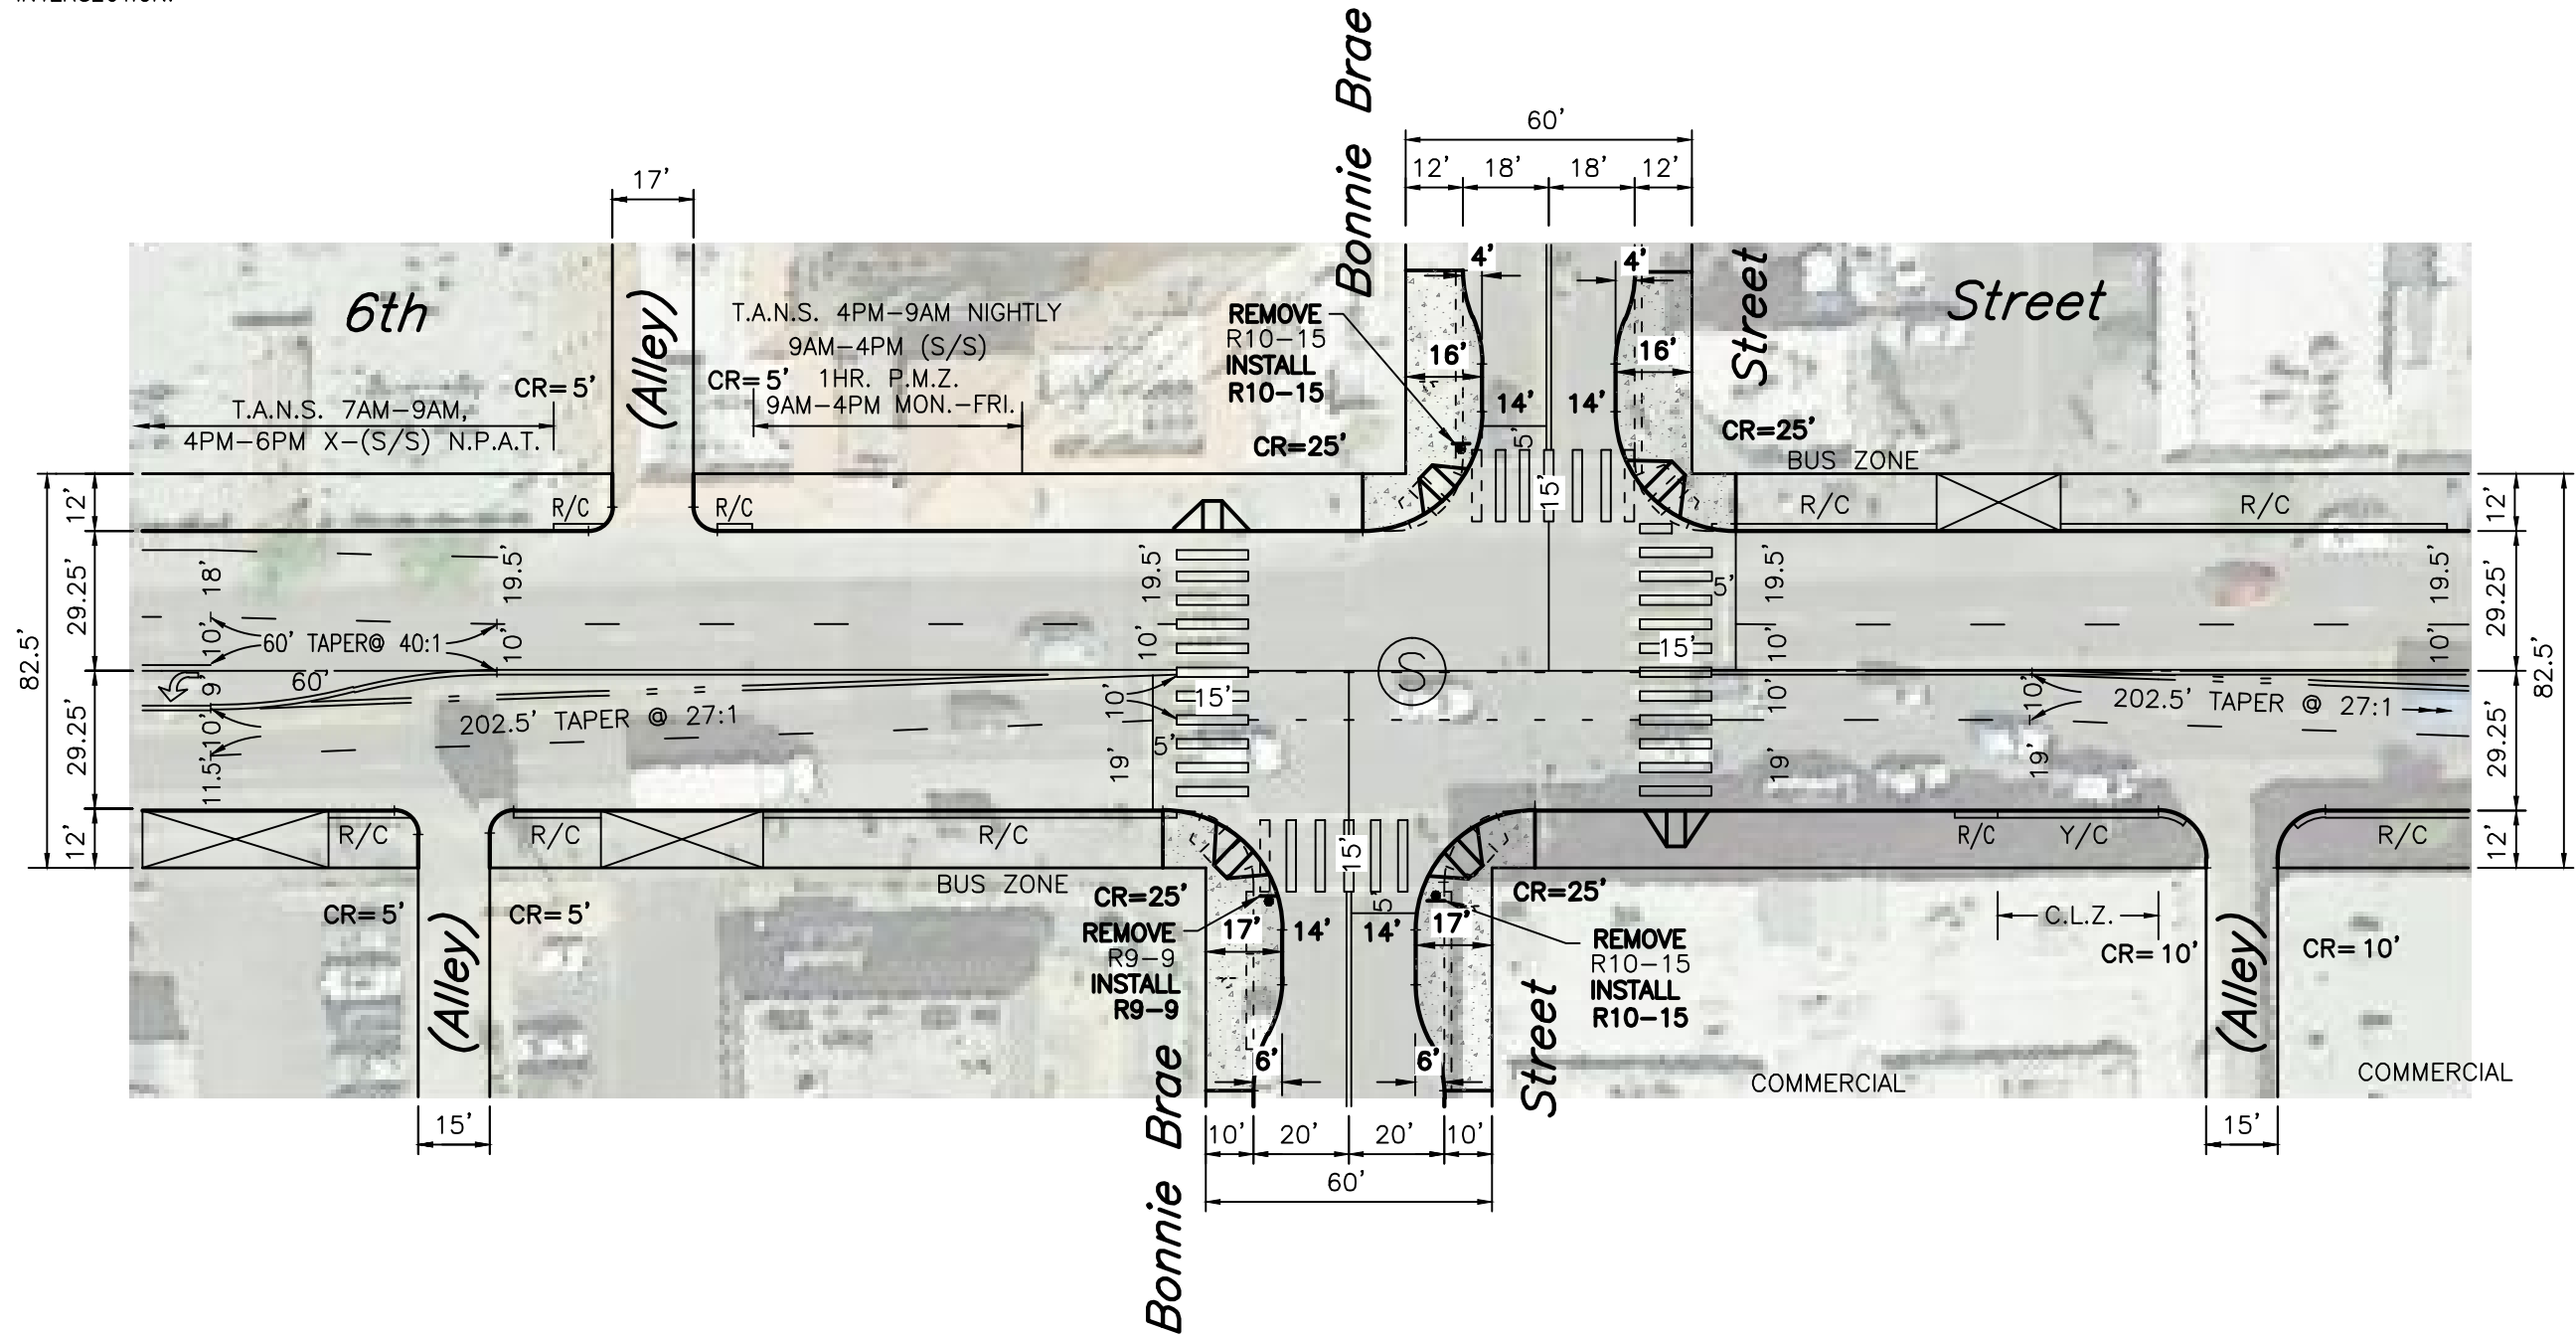 Bonnie Brae
60'
12' 18' 18' 12'
17'
4' 4'
6th
(Alley)
T.A.N.S. 4PM-9AM NIGHTLY
9AM-4PM (S/S)
1HR. P.M.Z.
9AM-4PM MON.-FRI.
REMOVE
R10-15
INSTALL
R10-15
Street
Street
16' 16'
CR= 5' CR= 5'
T.A.N.S. 7AM-9AM,
4PM-6PM X-(S/S) N.P.A.T.
14' 14'
CR=25' CR=25'
5'
BUS ZONE
12' R/C R/C 15' R/C R/C 12'
29.25' 18' 19.5' 19.5' 5' 19.5' 19.5' 29.25'
82.5' 10' 60' TAPER@ 40:1 10' 10' S 15' 10' 10' 82.5'
9' 60'
10' 202.5' TAPER @ 27:1 10' 15' 10' 10' 202.5' TAPER @ 27:1
29.25' 11.5' 19' 5' 19' 19' 29.25'
12' R/C R/C R/C 15' R/C Y/C R/C 12'
BUS ZONE
CR=25' CR=25'
CR= 5' CR= 5'
5'
C.L.Z.
(Alley)
REMOVE
R9-9
INSTALL
R9-9
17' 14' 14' 17'
REMOVE
R10-15
INSTALL
R10-15
CR= 10' CR= 10'
(Alley)
Street
6' 6'
COMMERCIAL
COMMERCIAL
15' 10' 20' 20' 10' 15'
60'
Bonnie Brae